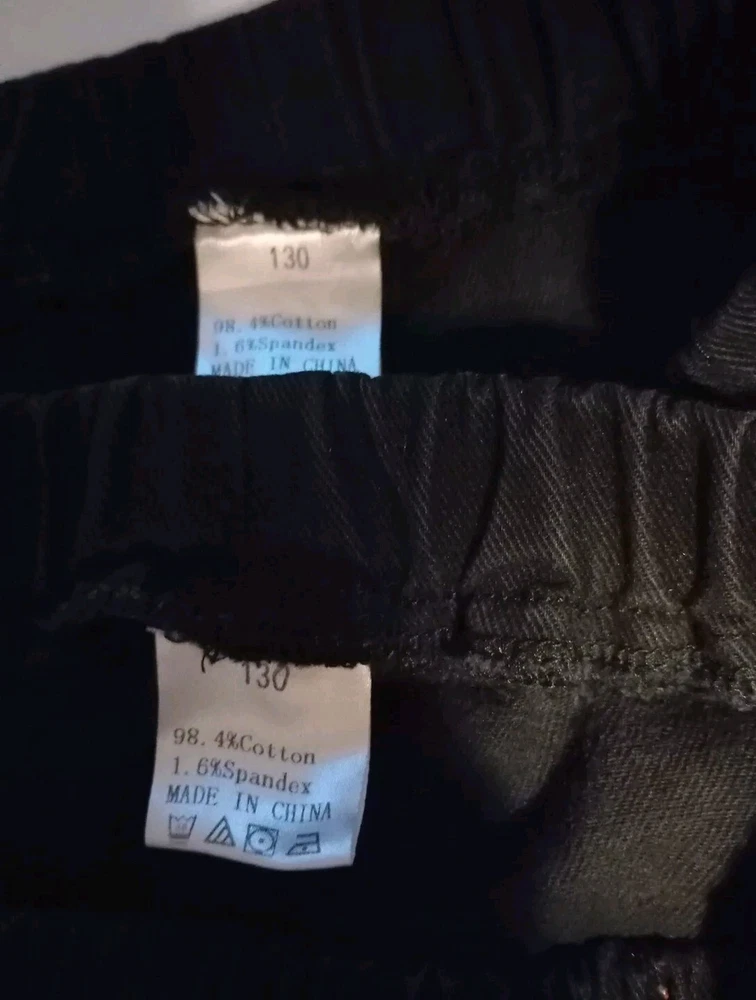 130
98.4%Cotton
1.6%Spandex
MADE IN CHINA
130
98.4%Cotton
1.6%Spandex
MADE IN CHINA